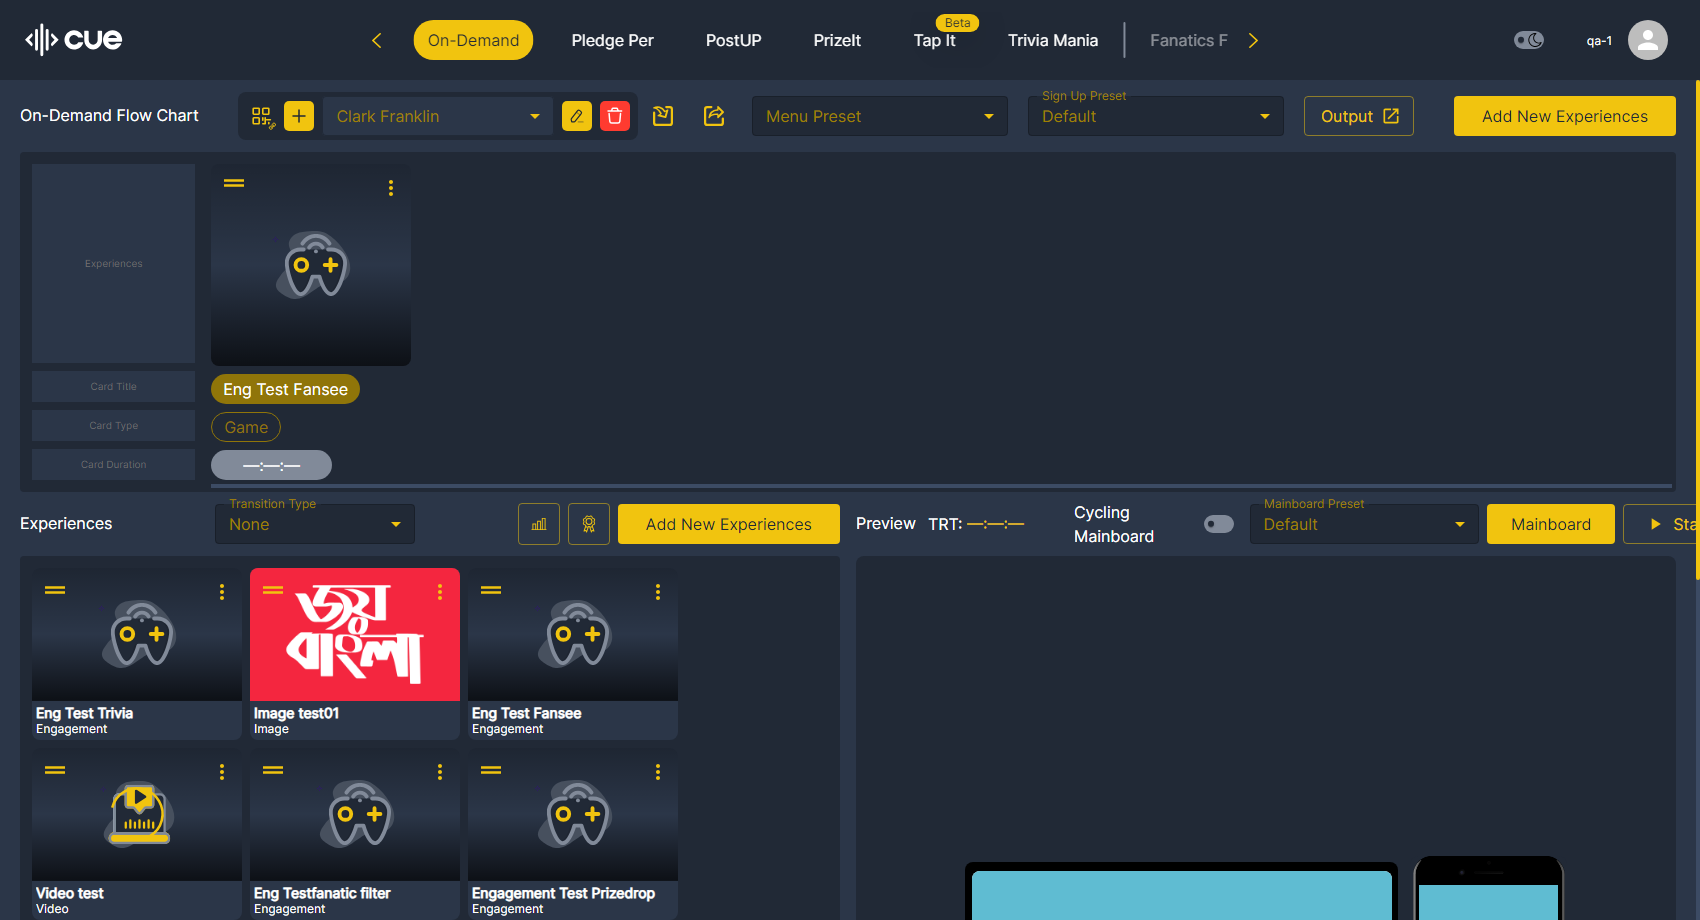 cue
On-Demand
Pledge Per
PostUP
PrizeIt
Beta
Tap It
Trivia Mania
Fanatics F
qa-1
On-Demand Flow Chart
Clark Franklin
Menu Preset
Sign Up Preset
Default
Output
Add New Experiences
Experiences
Card Title
Card Type
Card Duration
Eng Test Fansee
Game
—:—:—
Experiences
Transition Type
None
Add New Experiences
Preview
TRT: —:—:—
Cycling
Mainboard
Mainboard Preset
Default
Mainboard
Sta
জয়
বাংলা
Eng Test Trivia
Engagement
Image test01
Image
Eng Test Fansee
Engagement
Video test
Video
Eng Testfanatic filter
Engagement
Engagement Test Prizedrop
Engagement